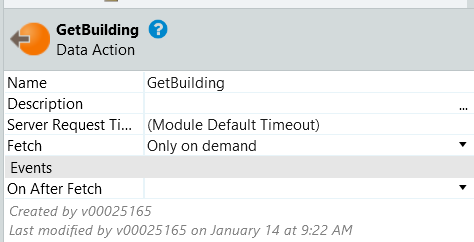 GetBuilding ?
Data Action
Name GetBuilding
Description ...
Server Request Ti... (Module Default Timeout)
Fetch Only on demand
Events
On After Fetch
Created by v00025165
Last modified by v00025165 on January 14 at 9:22 AM